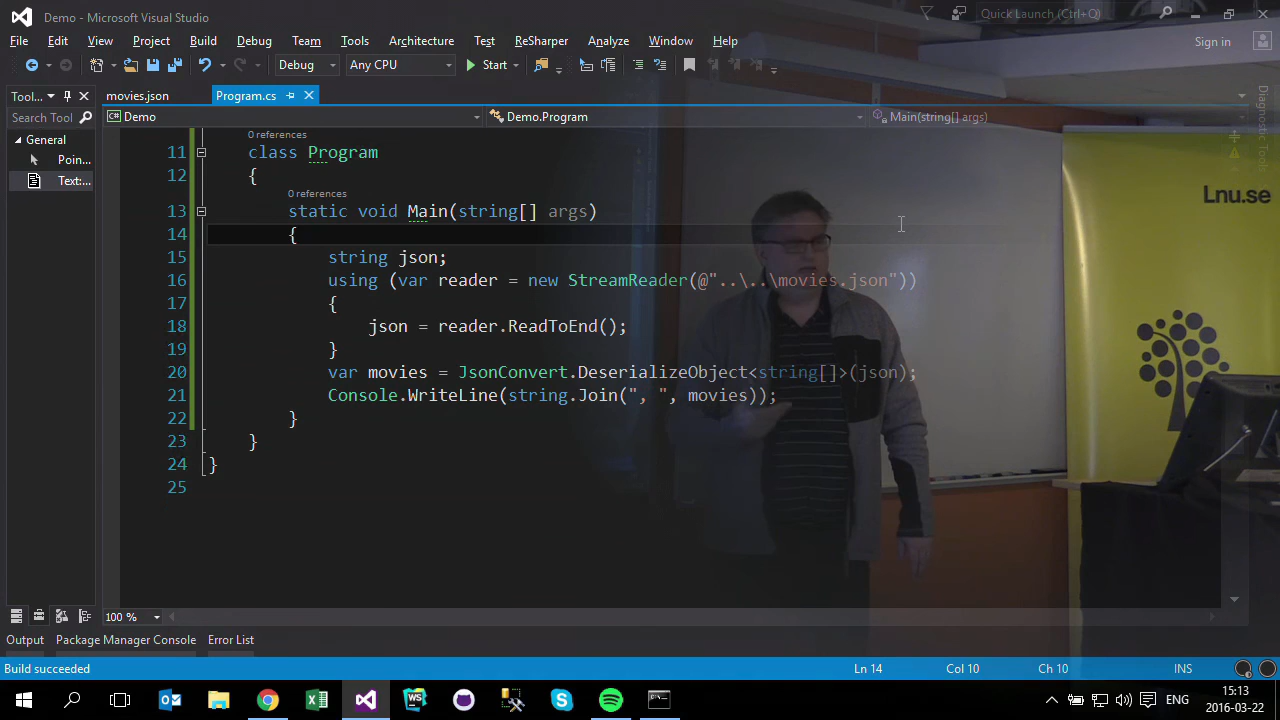 Demo - Microsoft Visual Studio
Quick Launch (Ctrl+Q)
File Edit View Project Build Debug Team Tools Architecture Test ReSharper Analyze Window Help
Sign in
Debug Any CPU Start
Tool...
movies.json Program.cs
Search Tool
Demo Demo.Program Main(string[] args)
Diagnostic Tools
General
Poin...
Text:...
0 references
11 class Program
12 {
0 references
13 static void Main(string[] args)
14 {
15 string json;
16 using (var reader = new StreamReader(@"..\..\movies.json"))
17 {
18 json = reader.ReadToEnd();
19 }
20 var movies = JsonConvert.DeserializeObject<string[]>(json);
21 Console.WriteLine(string.Join(", ", movies));
22 }
23 }
24 }
25
Lnu.se
100 %
Output Package Manager Console Error List
Build succeeded Ln 14 Col 10 Ch 10 INS
WS
ENG
15:13
2016-03-22